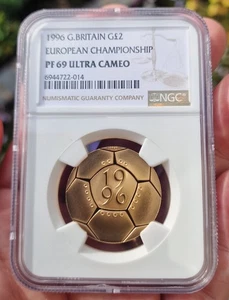 1996 G.BRITAIN G£2
EUROPEAN CHAMPIONSHIP
PF 69 ULTRA CAMEO
6944722-014
NUMISMATIC GUARANTY COMPANY
NGC
19
96